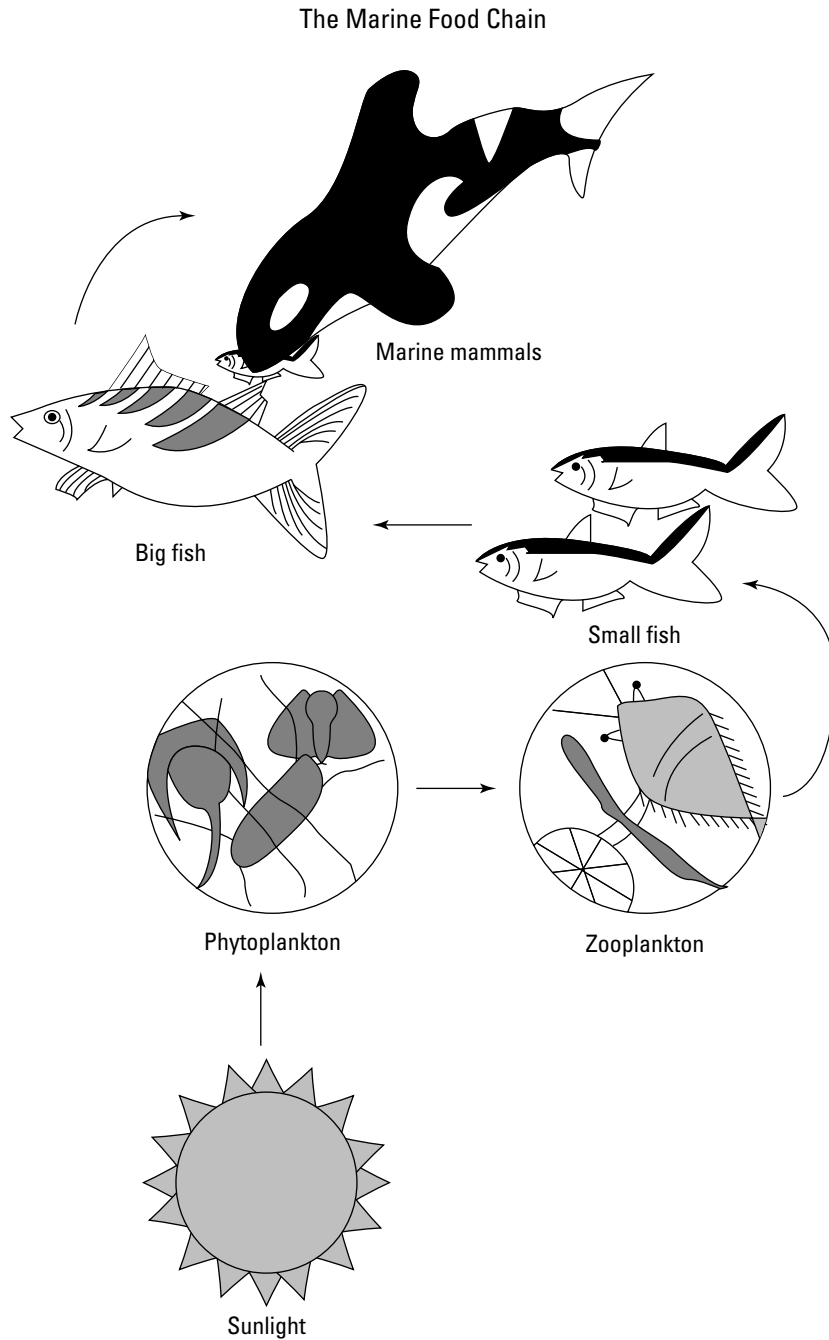 The Marine Food Chain
Marine mammals
Big fish
Small fish
Phytoplankton
Zooplankton
Sunlight